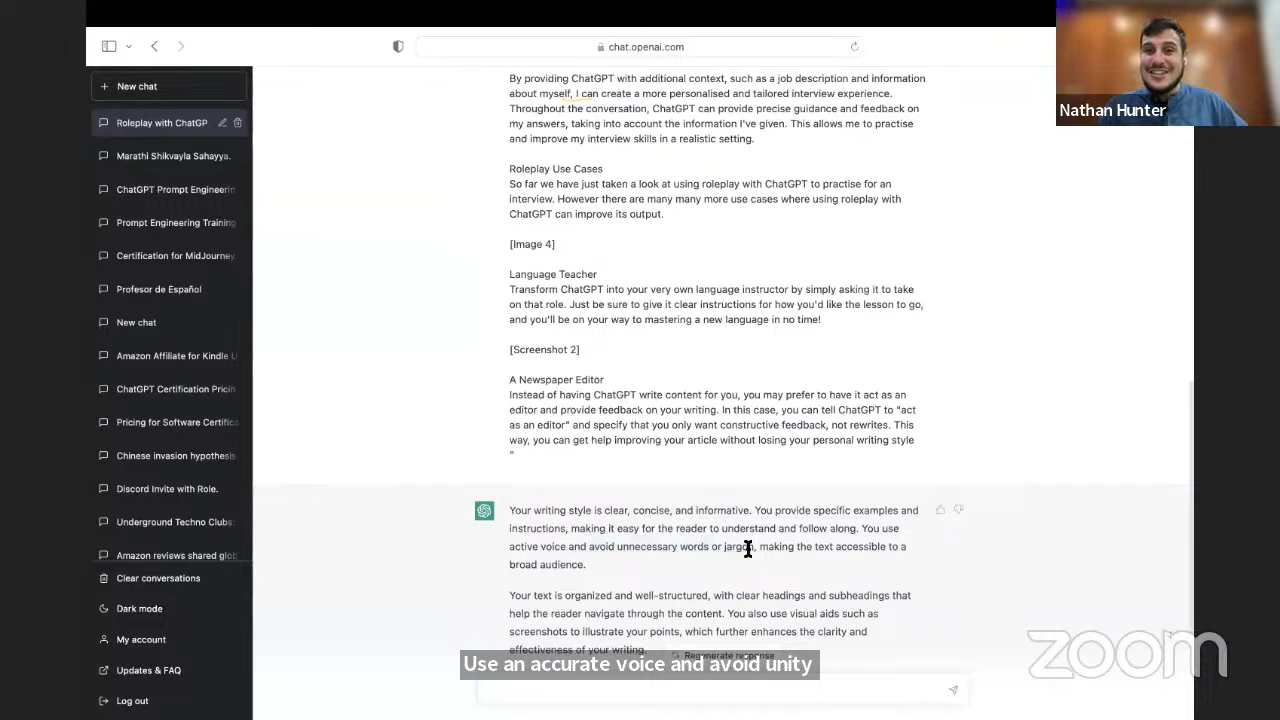 chat.openai.com
New chat
Roleplay with ChatGP
Marathi Shikvayla Sahayya.
ChatGPT Prompt Engineerin
Prompt Engineering Training
Certification for MidJourney.
Profesor de Español
New chat
Amazon Affiliate for Kindle U
ChatGPT Certification Pricin
Pricing for Software Certifica
Chinese invasion hypothesis
Discord Invite with Role.
Underground Techno Clubs:
Amazon reviews shared glob
Clear conversations
Dark mode
My account
Updates & FAQ
Log out
By providing ChatGPT with additional context, such as a job description and information
about myself, I can create a more personalised and tailored interview experience.
Throughout the conversation, ChatGPT can provide precise guidance and feedback on
my answers, taking into account the information I've given. This allows me to practise
and improve my interview skills in a realistic setting.
Roleplay Use Cases
So far we have just taken a look at using roleplay with ChatGPT to practise for an
interview. However there are many many more use cases where using roleplay with
ChatGPT can improve its output.
[Image 4]
Language Teacher
Transform ChatGPT into your very own language instructor by simply asking it to take
on that role. Just be sure to give it clear instructions for how you'd like the lesson to go,
and you'll be on your way to mastering a new language in no time!
[Screenshot 2]
A Newspaper Editor
Instead of having ChatGPT write content for you, you may prefer to have it act as an
editor and provide feedback on your writing. In this case, you can tell ChatGPT to "act
as an editor" and specify that you only want constructive feedback, not rewrites. This
way, you can get help improving your article without losing your personal writing style
"
Your writing style is clear, concise, and informative. You provide specific examples and
instructions, making it easy for the reader to understand and follow along. You use
active voice and avoid unnecessary words or jargon, making the text accessible to a
broad audience.
Your text is organized and well-structured, with clear headings and subheadings that
help the reader navigate through the content. You also use visual aids such as
screenshots to illustrate your points, which further enhances the clarity and
effectiveness of your writing.
Regenerate response
Use an accurate voice and avoid unity
Nathan Hunter
zoom